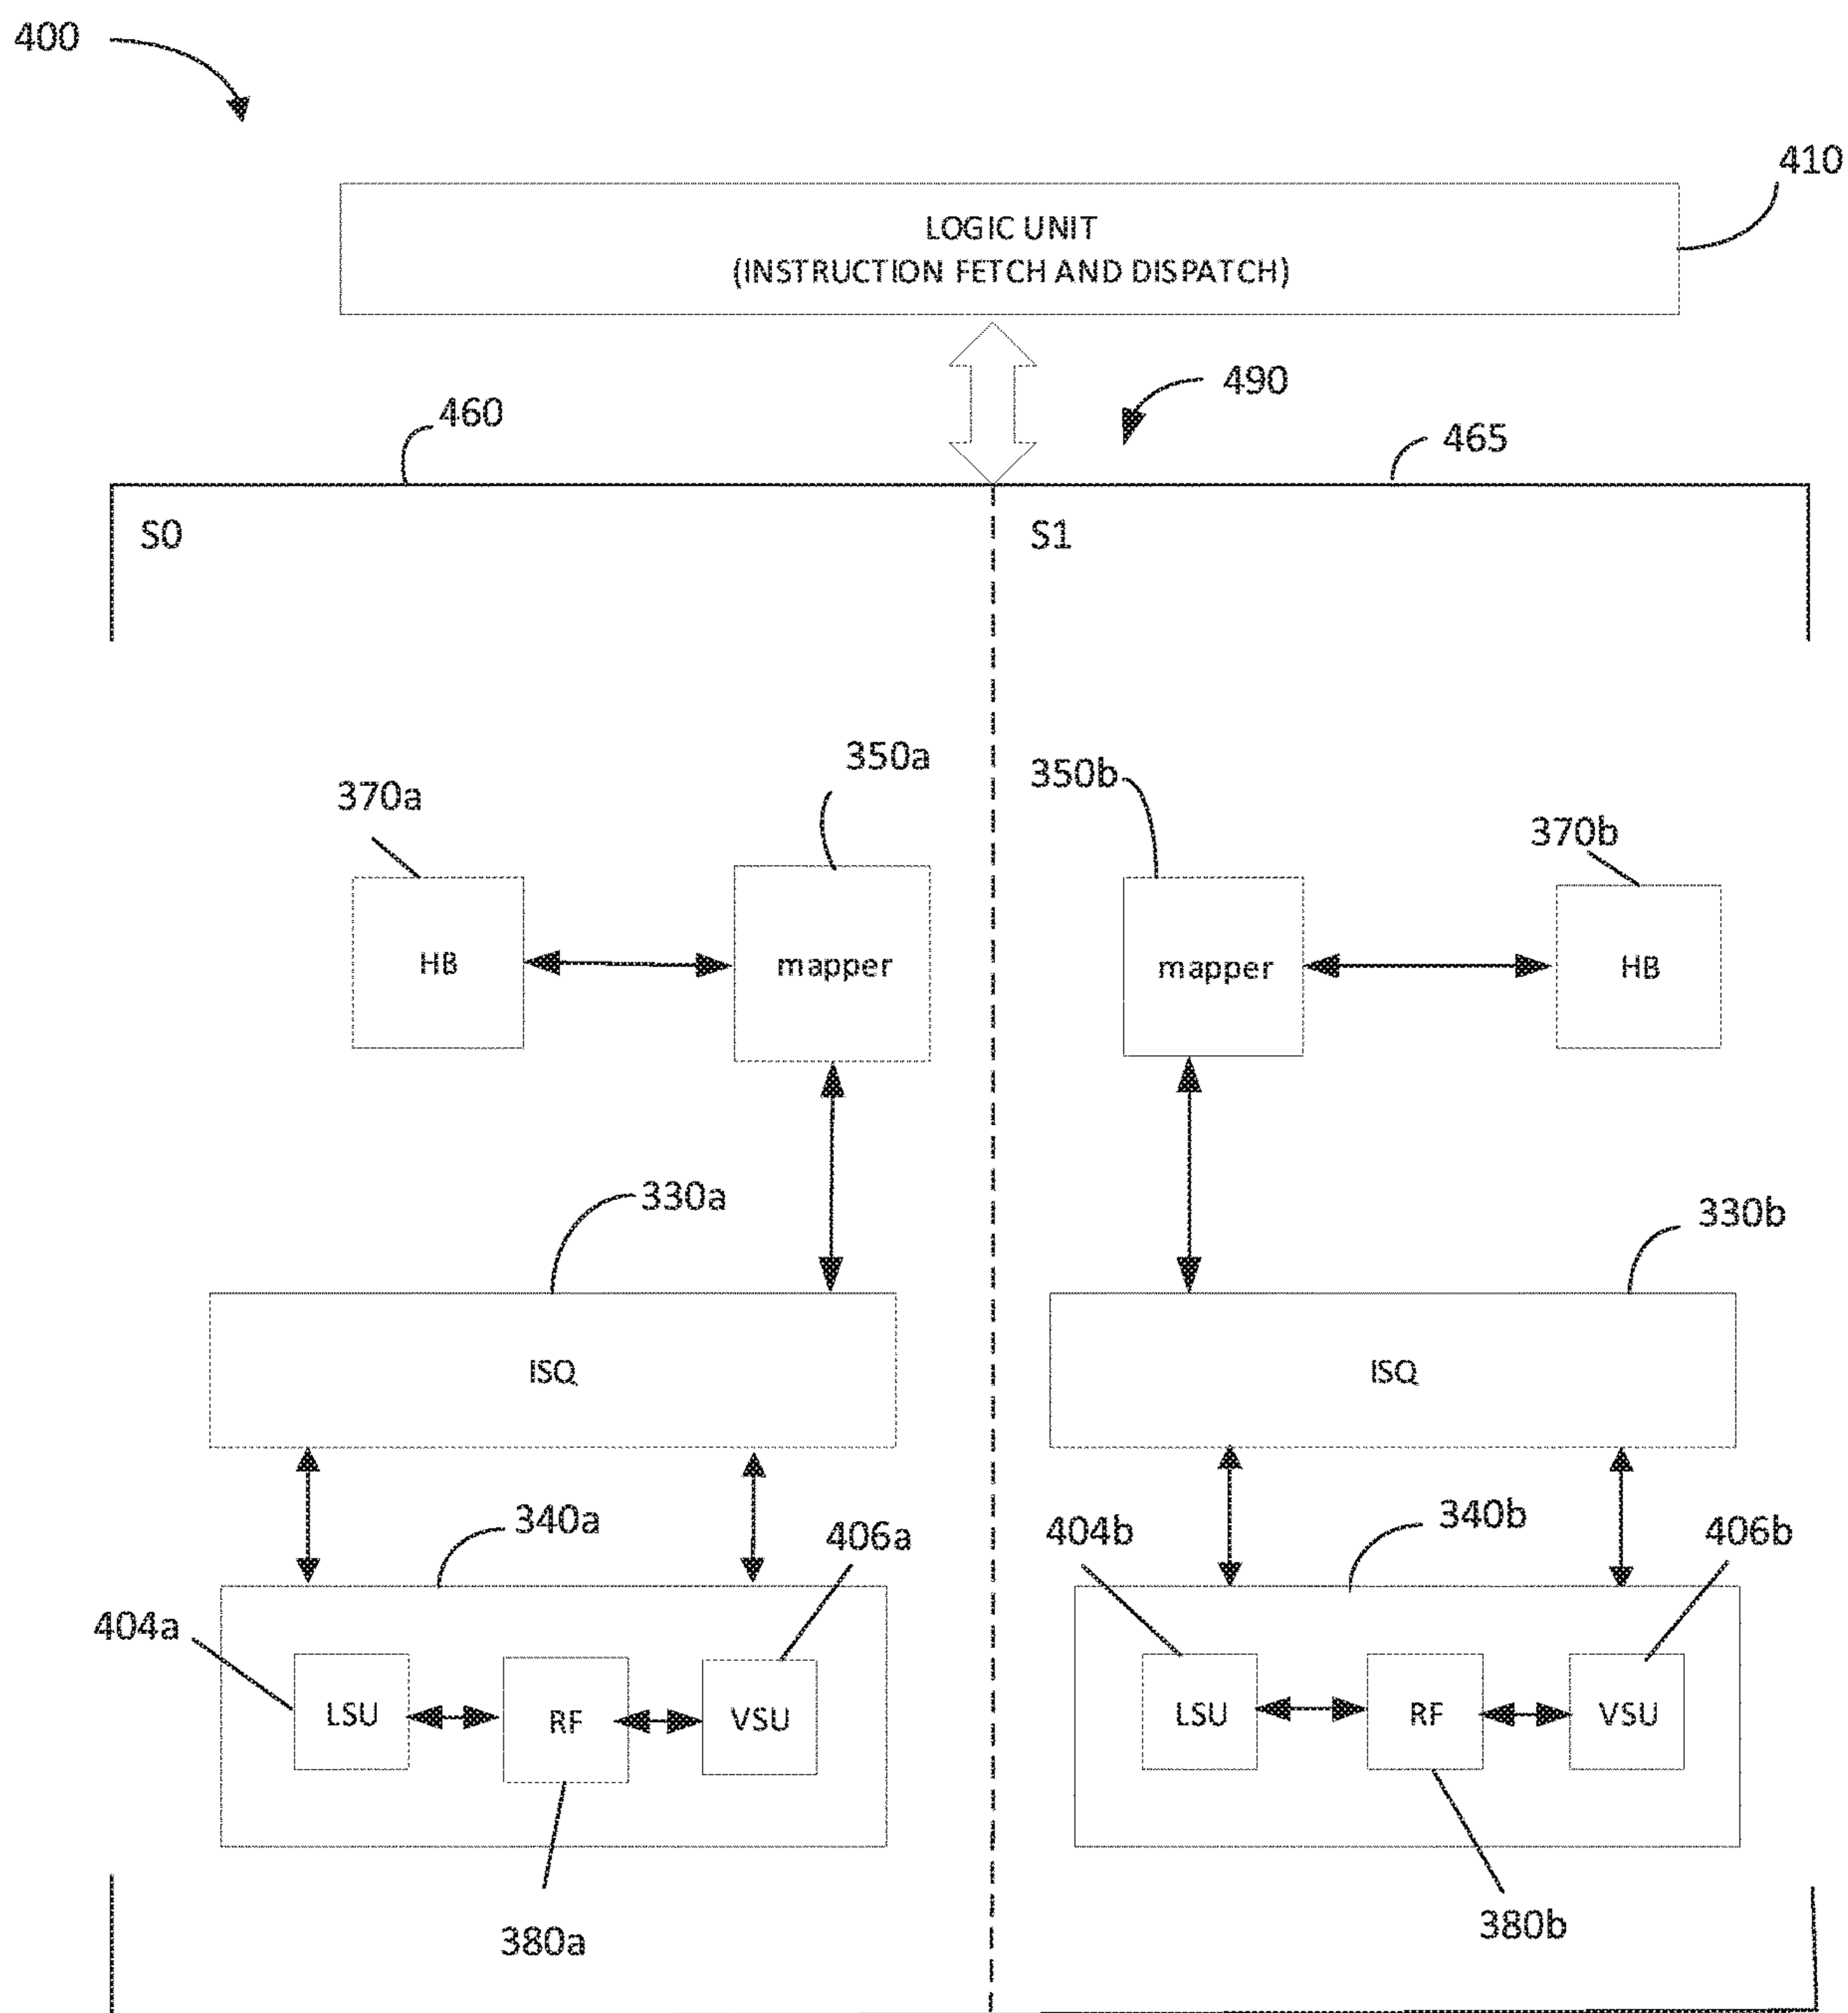 400
410
LOGIC UNIT
(INSTRUCTION FETCH AND DISPATCH)
490
460
465
S0
S1
350a
350b
370a
370b
HB
mapper
mapper
HB
330a
330b
ISQ
ISQ
340a
340b
406a
404b
406b
404a
LSU
RF
VSU
LSU
RF
VSU
380a
380b